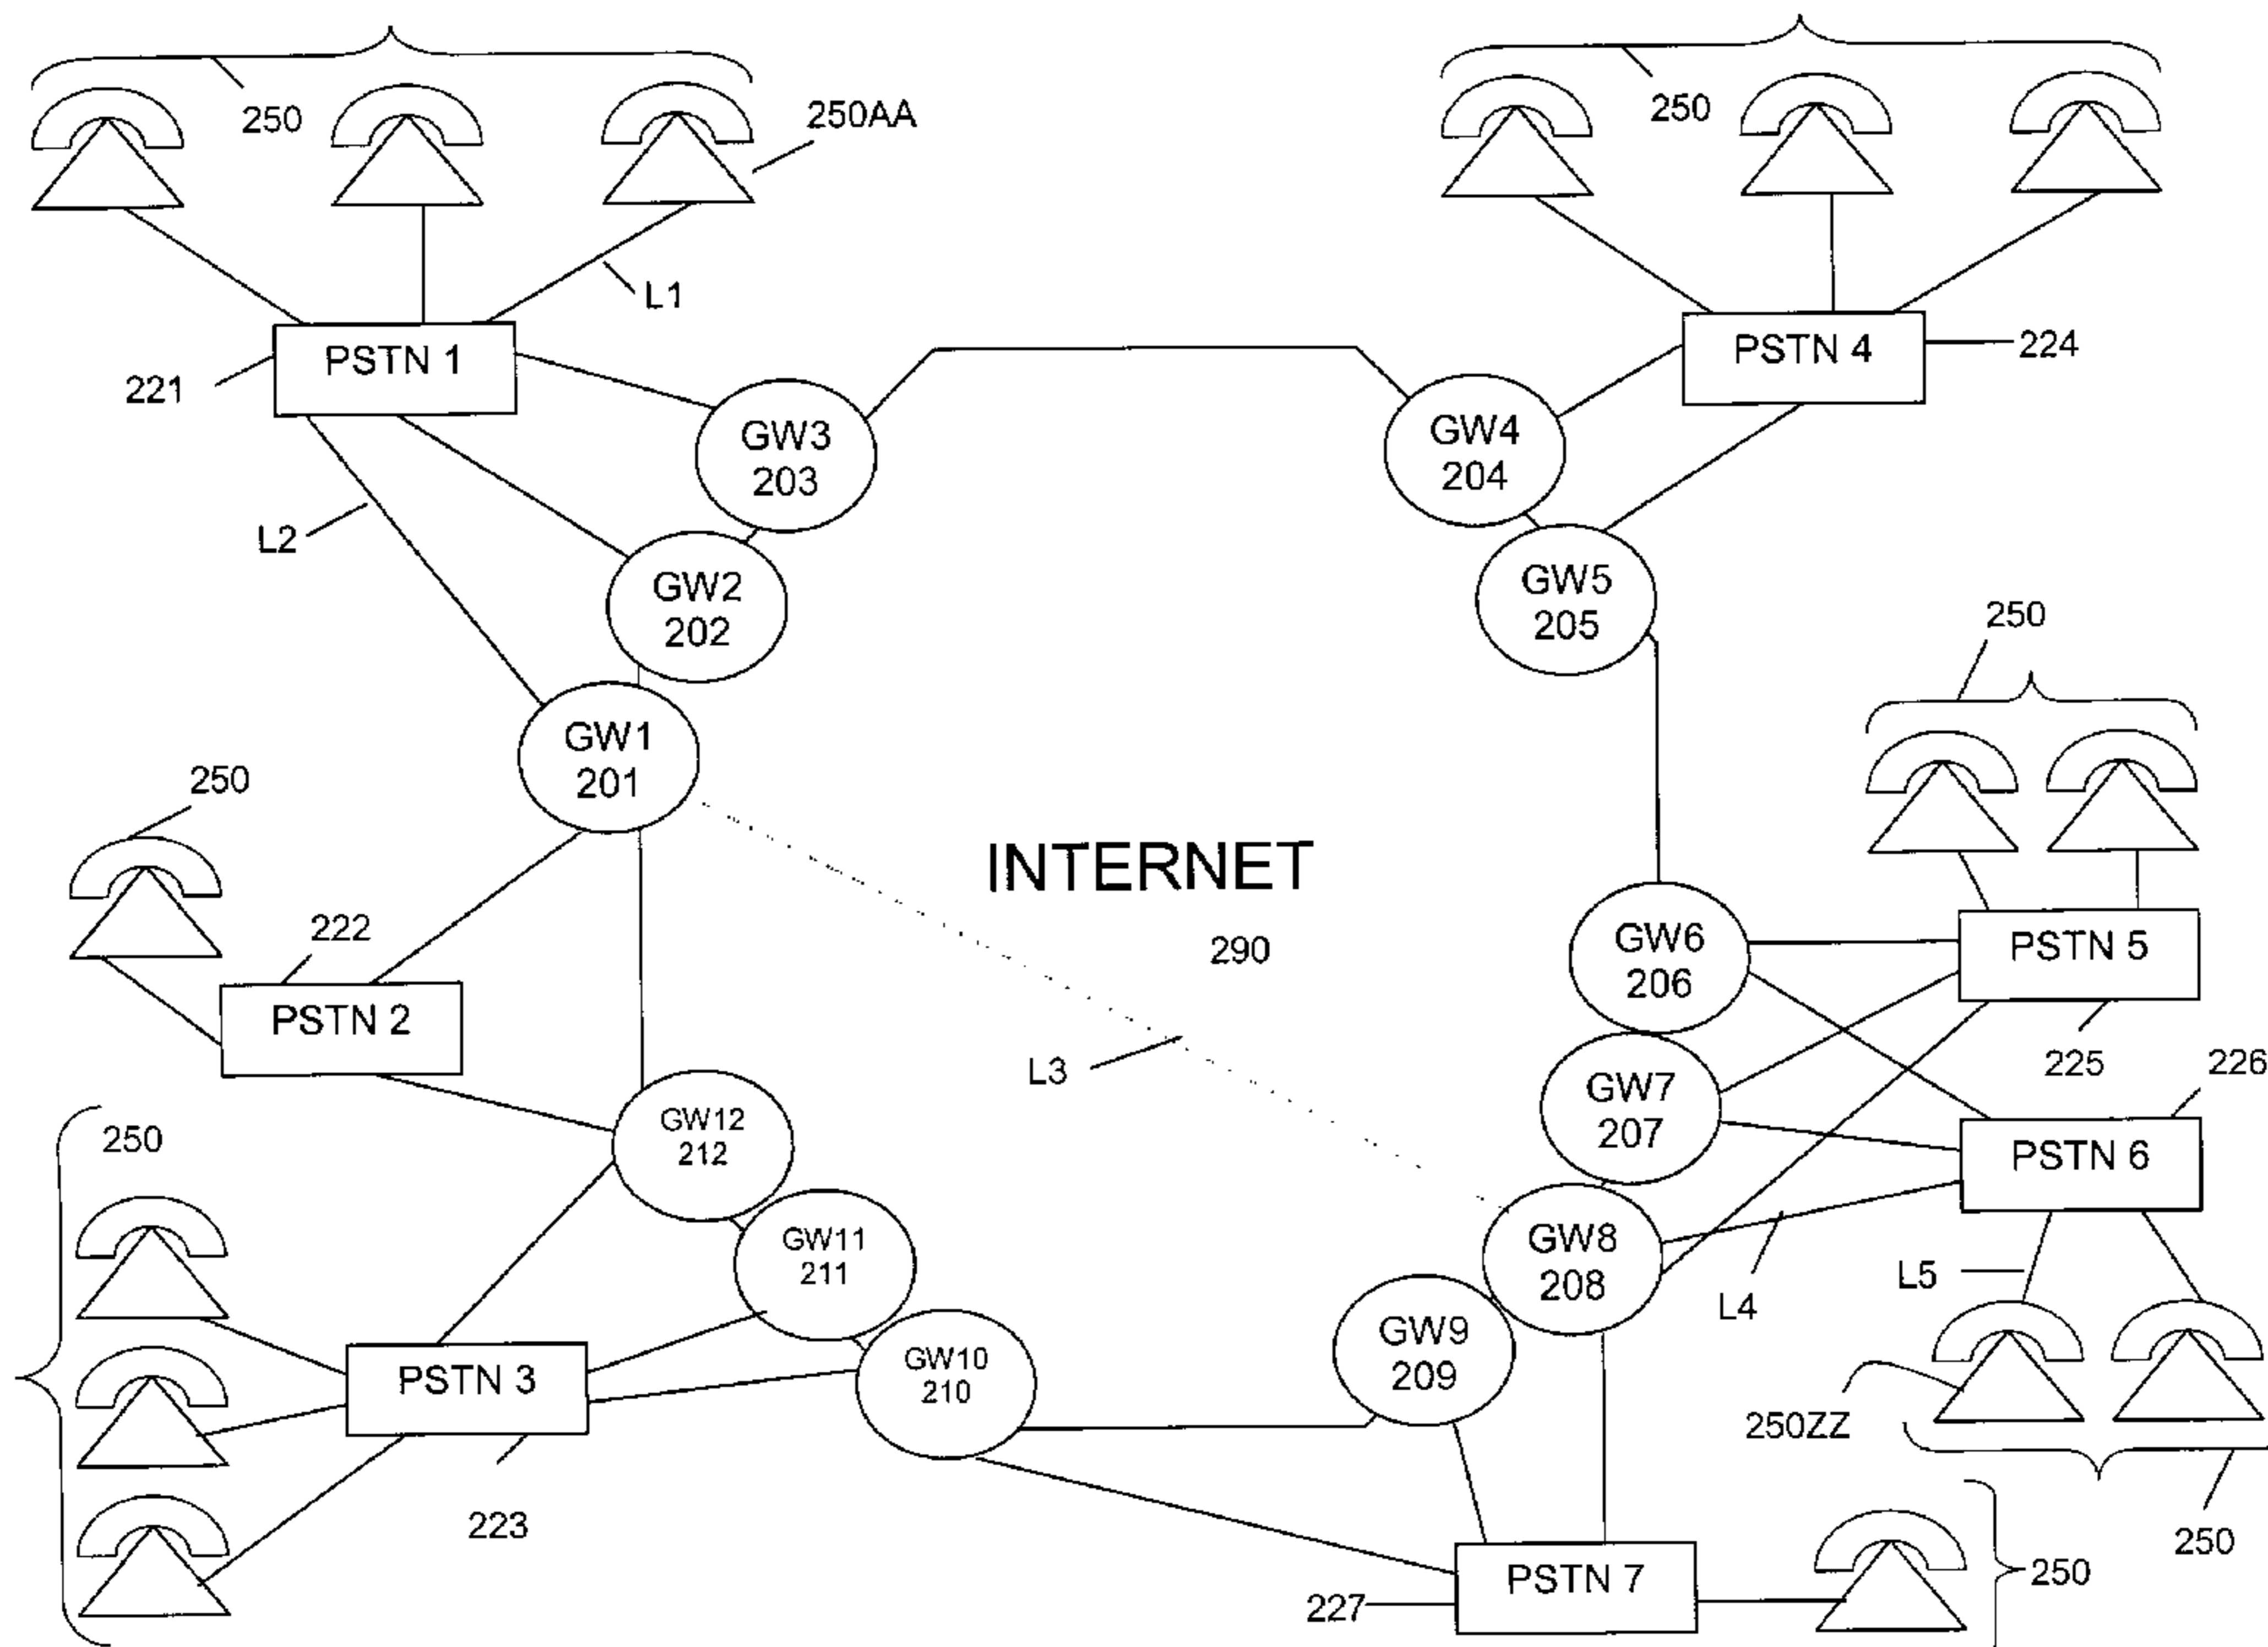 250
250AA
250
L1
PSTN 1
PSTN 4
224
221
GW3
203
GW4
204
L2
GW2
202
GW5
205
250
GW1
201
250
INTERNET
290
222
PSTN 2
GW6
206
PSTN 5
L3
225
226
GW7
207
250
GW12
212
PSTN 6
GW11
211
GW8
208
L5
L4
GW9
209
PSTN 3
GW10
210
250ZZ
223
250
PSTN 7
250
227